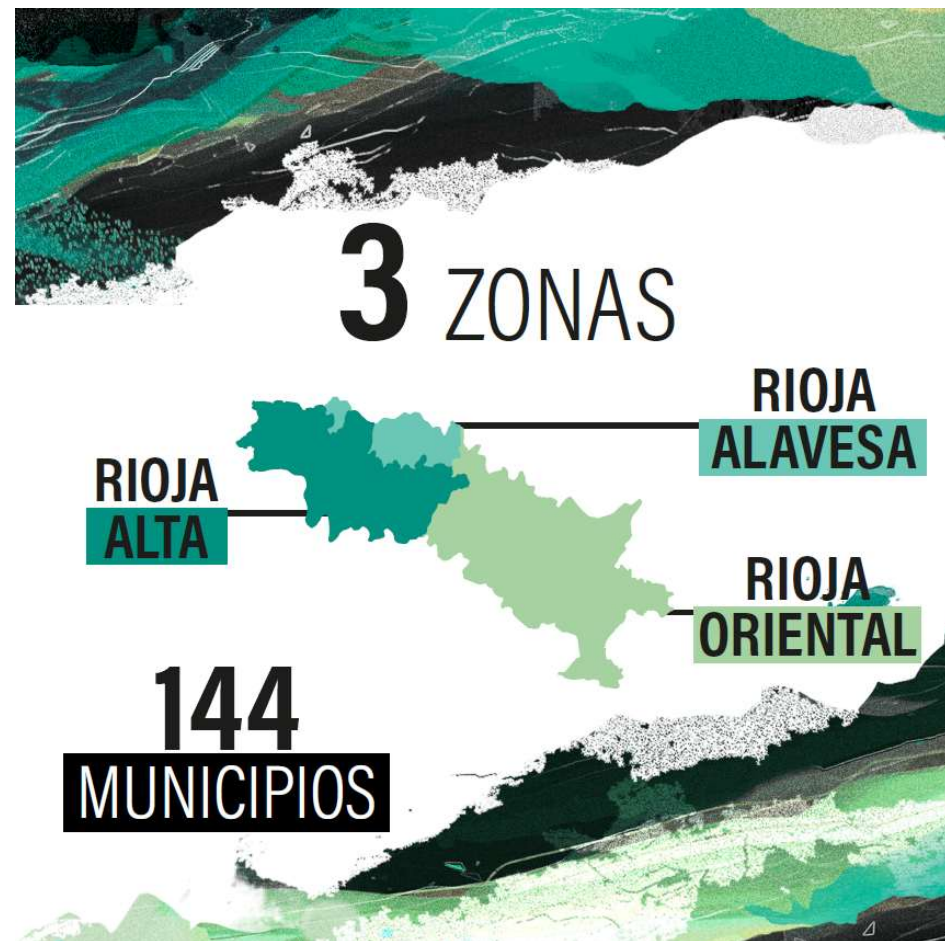 3 ZONAS
RIOJA
ALAVESA
RIOJA
ALTA
RIOJA
ORIENTAL
144
MUNICIPIOS